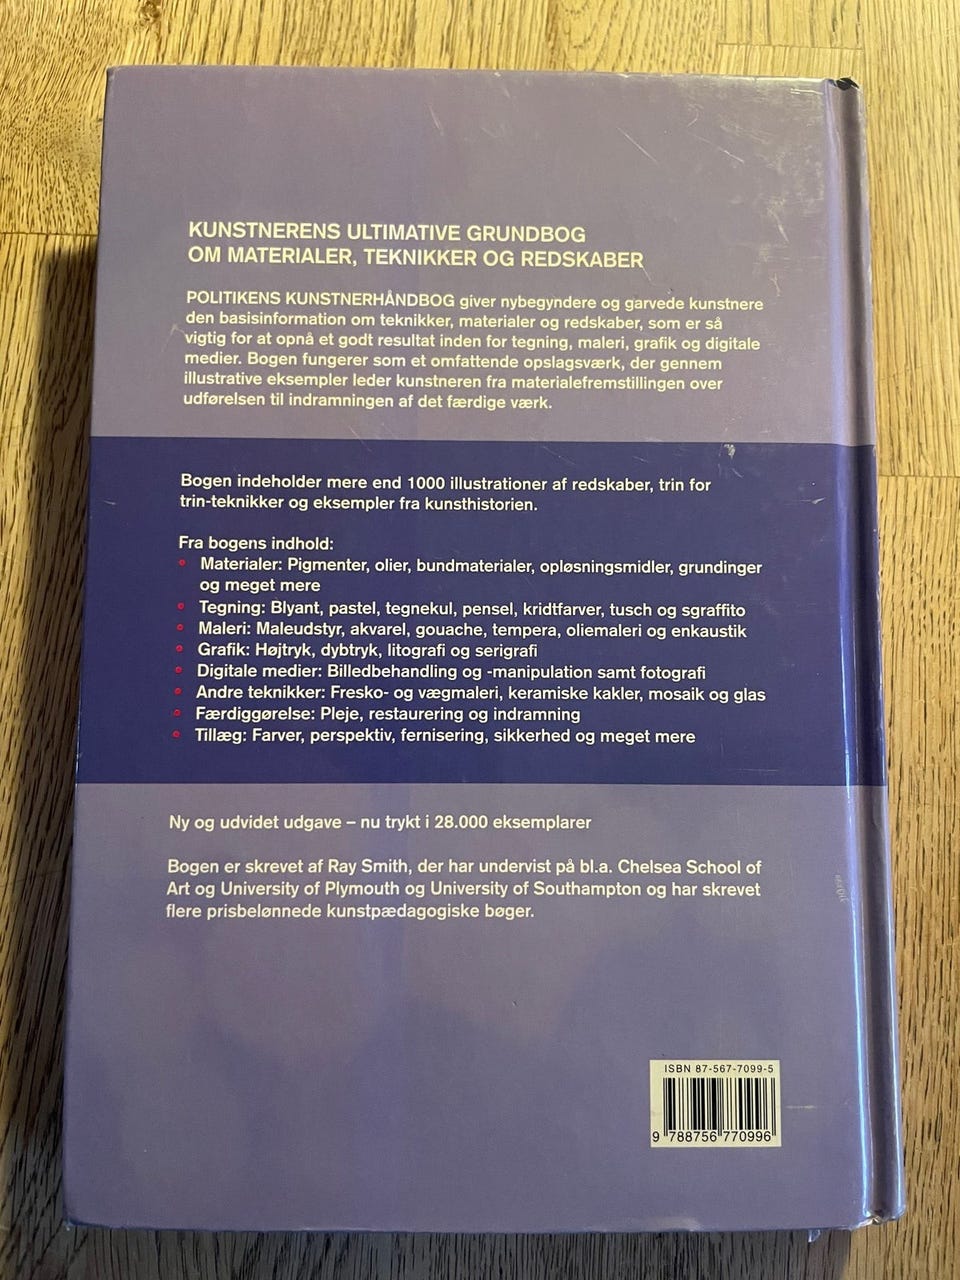 KUNSTNERENS ULTIMATIVE GRUNDBOG
OM MATERIALER, TEKNIKKER OG REDSKABER
POLITIKENS KUNSTNERHÅNDBOG giver nybegyndere og garvede kunstnere
den basisinformation om teknikker, materialer og redskaber, som er så
vigtig for at opnå et godt resultat inden for tegning, maleri, grafik og digitale
medier. Bogen fungerer som et omfattende opslagsværk, der gennem
illustrative eksempler leder kunstneren fra materialefremstillingen over
udførelsen til indramningen af det færdige værk.
Bogen indeholder mere end 1000 illustrationer af redskaber, trin for
trin-teknikker og eksempler fra kunsthistorien.
Fra bogens indhold:
• Materialer: Pigmenter, olier, bundmaterialer, opløsningsmidler, grundinger
og meget mere
• Tegning: Blyant, pastel, tegnekul, pensel, kridtfarver, tusch og sgraffito
• Maleri: Maleudstyr, akvarel, gouache, tempera, oliemaleri og enkaustik
• Grafik: Højtryk, dybtryk, litografi og serigrafi
• Digitale medier: Billedbehandling og -manipulation samt fotografi
• Andre teknikker: Fresko- og vægmaleri, keramiske kakler, mosaik og glas
• Færdiggørelse: Pleje, restaurering og indramning
• Tillæg: Farver, perspektiv, fernisering, sikkerhed og meget mere
Ny og udvidet udgave – nu trykt i 28.000 eksemplarer
Bogen er skrevet af Ray Smith, der har undervist på bl.a. Chelsea School of
Art og University of Plymouth og University of Southampton og har skrevet
flere prisbelønnede kunstpædagogiske bøger.
ISBN 87-567-7099-5
9 788756 770996